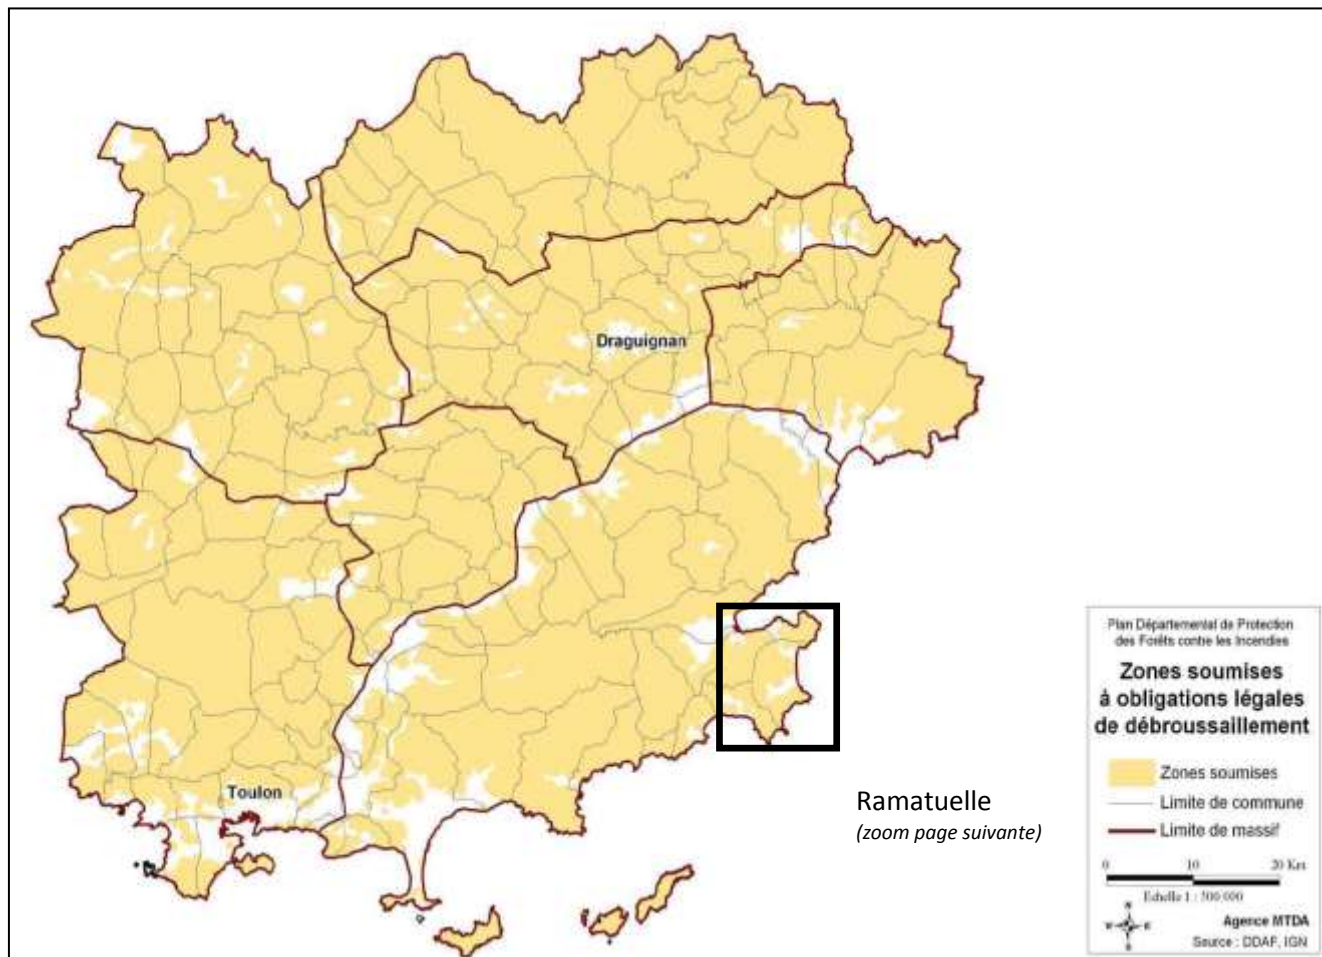 Draguignan
Toulon
Ramatuelle
(zoom page suivante)
Plan Départemental de Protection
des Forêts contre les Incendies
Zones soumises
à obligations légales
de débroussaillement
Zones soumises
Limite de commune
Limite de massif
0 10 20 Km
Echelle 1 : 500 000
N
W E
S
Agence MTDA
Source : DDAF, IGN